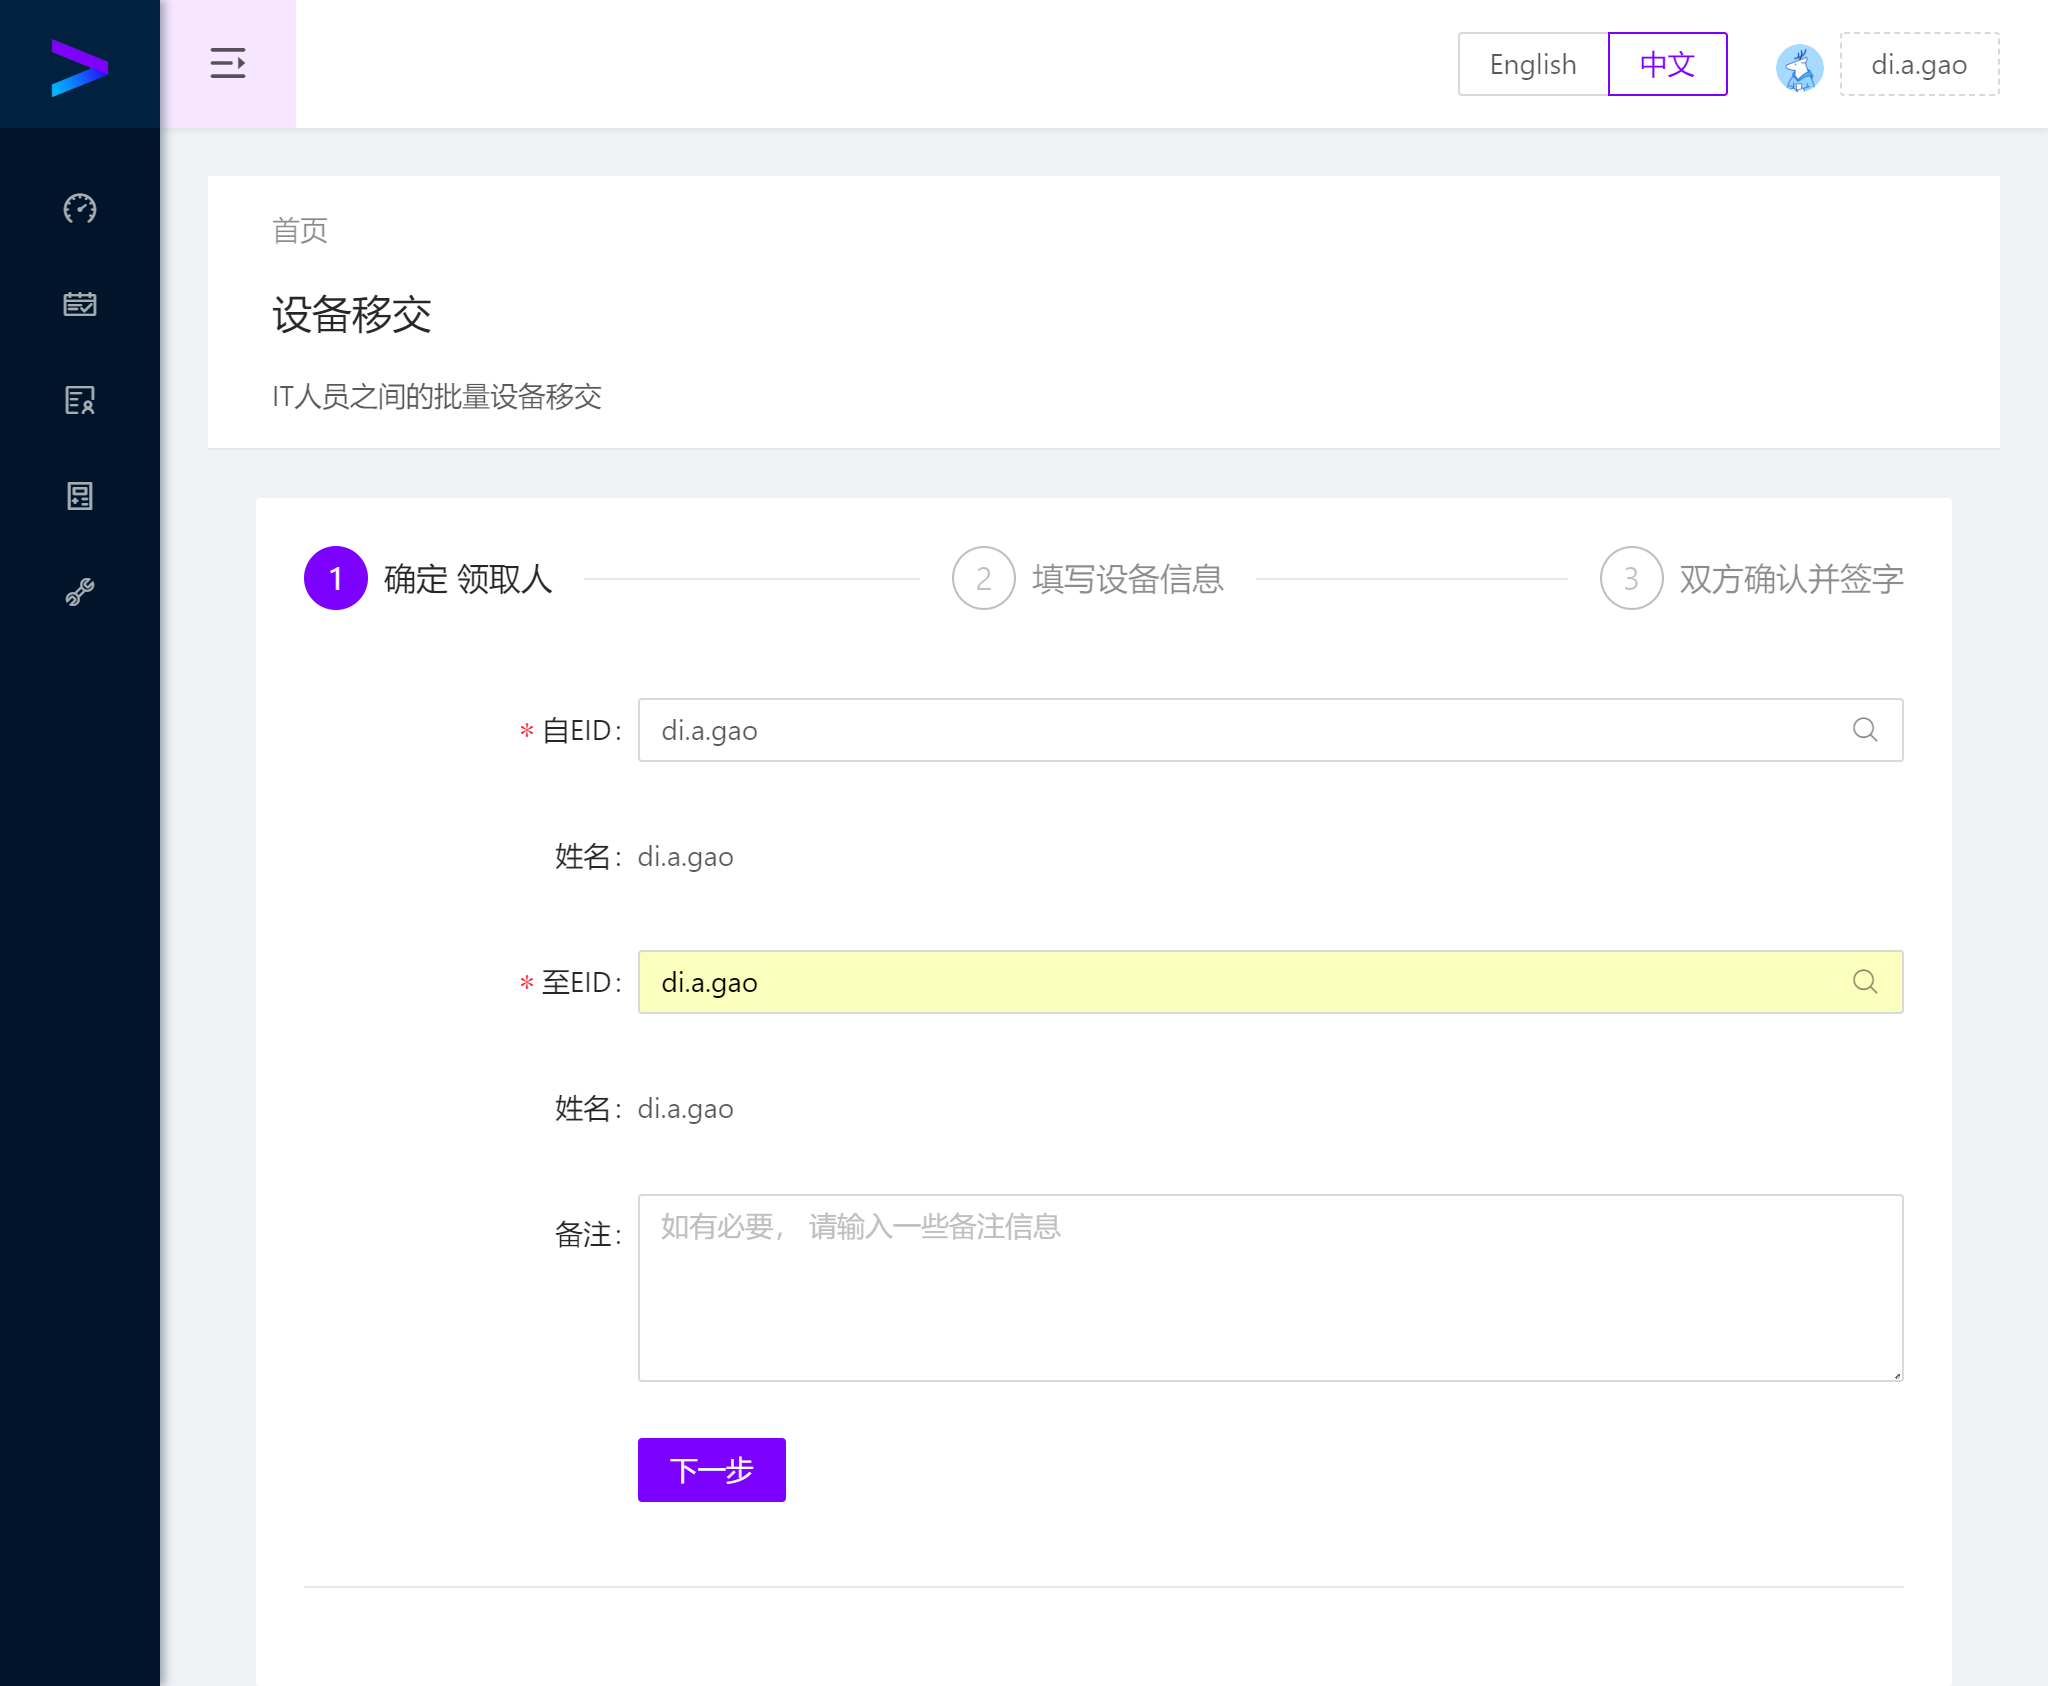 English
中文
di.a.gao
首页
设备移交
IT人员之间的批量设备移交
1 确定 领取人
2 填写设备信息
3 双方确认并签字
* 自EID: di.a.gao
姓名: di.a.gao
* 至EID: di.a.gao
姓名: di.a.gao
备注: 如有必要， 请输入一些备注信息
下一步